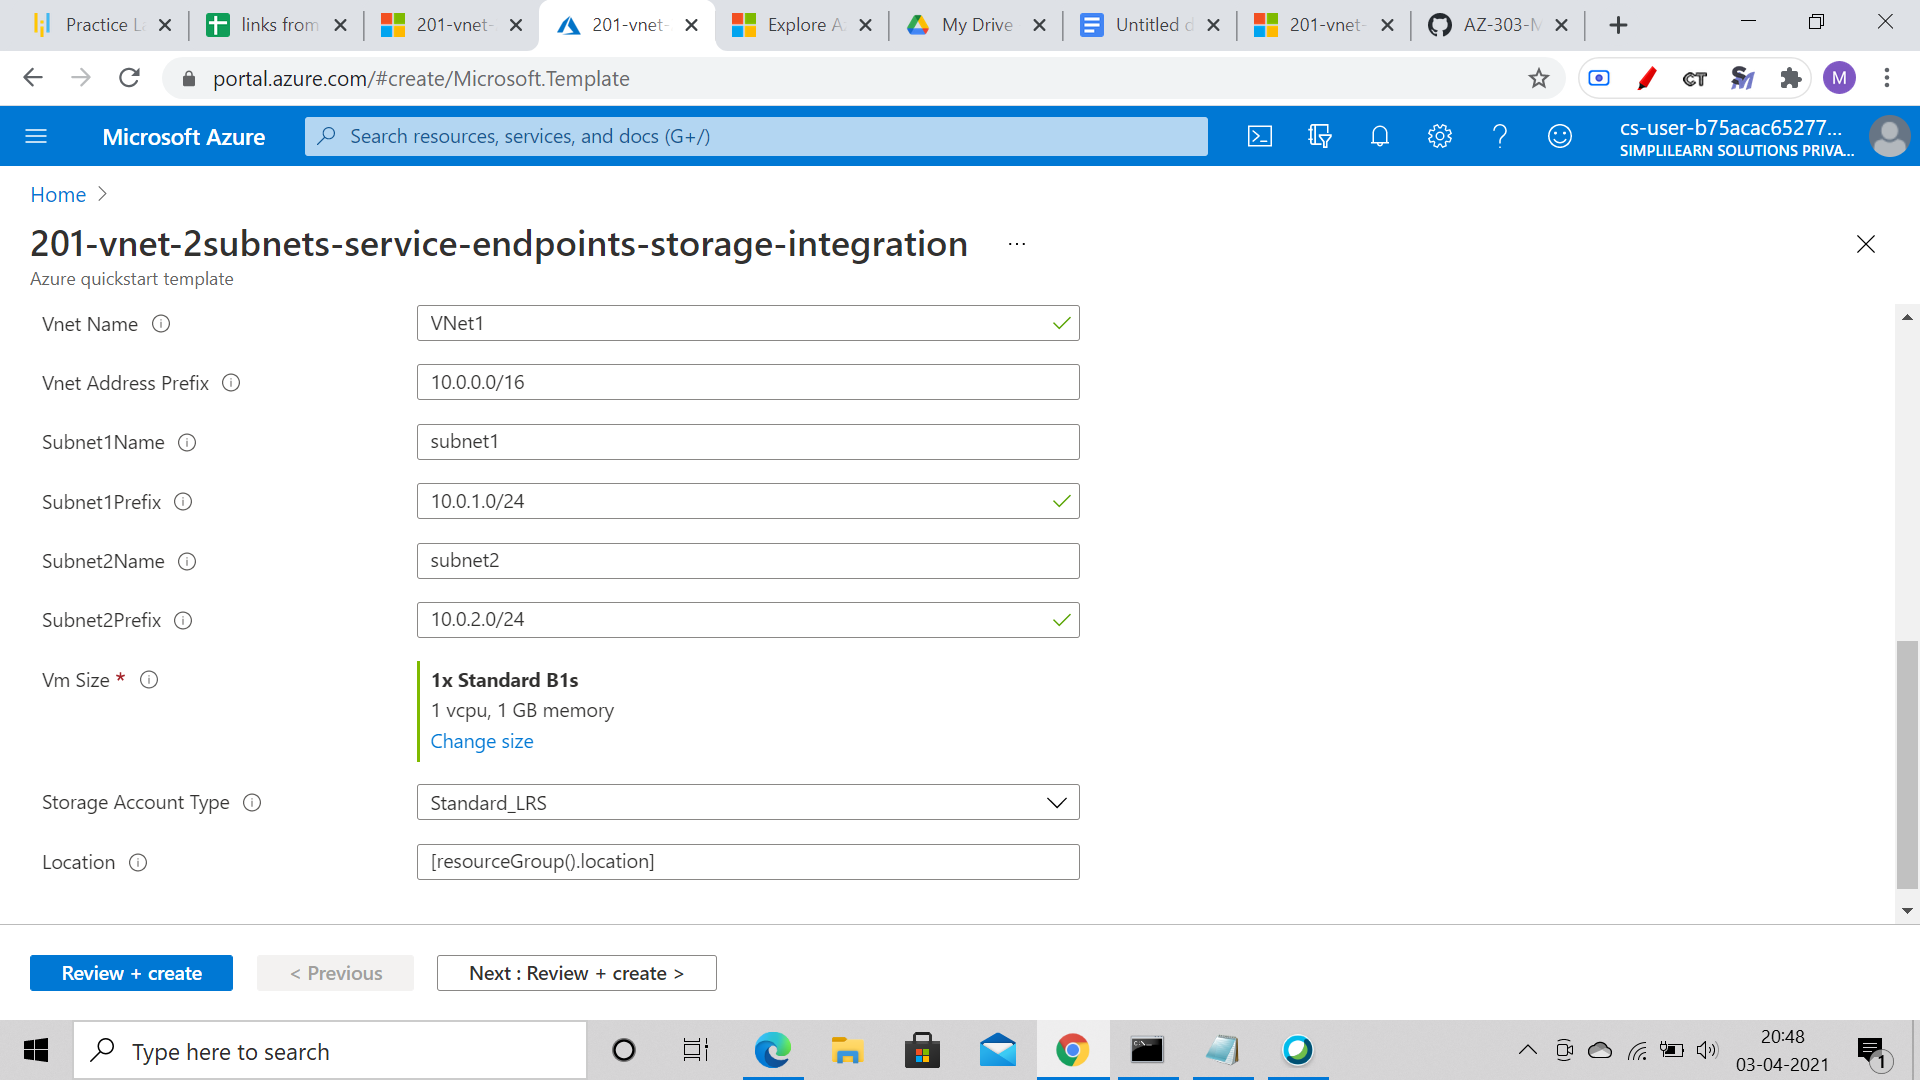 Practice L
links from
201-vnet-
201-vnet-
Explore A
My Drive
Untitled d
201-vnet-
AZ-303-M
portal.azure.com/#create/Microsoft.Template
CT
M
Microsoft Azure
Search resources, services, and docs (G+/)
cs-user-b75acac65277...
SIMPLILEARN SOLUTIONS PRIVA...
Home
201-vnet-2subnets-service-endpoints-storage-integration ...
Azure quickstart template
Vnet Name
VNet1
Vnet Address Prefix
10.0.0.0/16
Subnet1Name
subnet1
Subnet1Prefix
10.0.1.0/24
Subnet2Name
subnet2
Subnet2Prefix
10.0.2.0/24
Vm Size *
1x Standard B1s
1 vcpu, 1 GB memory
Change size
Storage Account Type
Standard_LRS
Location
[resourceGroup().location]
Review + create
< Previous
Next : Review + create >
Type here to search
20:48
03-04-2021
1